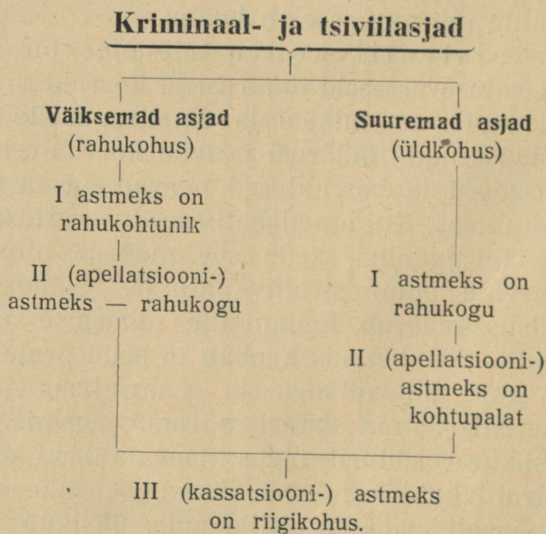 Kriminaal- ja tsiviilasjad
Väiksemad asjad
(rahukohus)
I astmeks on
rahukohtunik
II (apellatsiooni-)
astmeks — rahukogu
Suuremad asjad
(üldkohus)
I astmeks on
rahukogu
II (apellatsiooni-)
astmeks on
kohtupalat
III (kassatsiooni-) astmeks
on riigikohus.